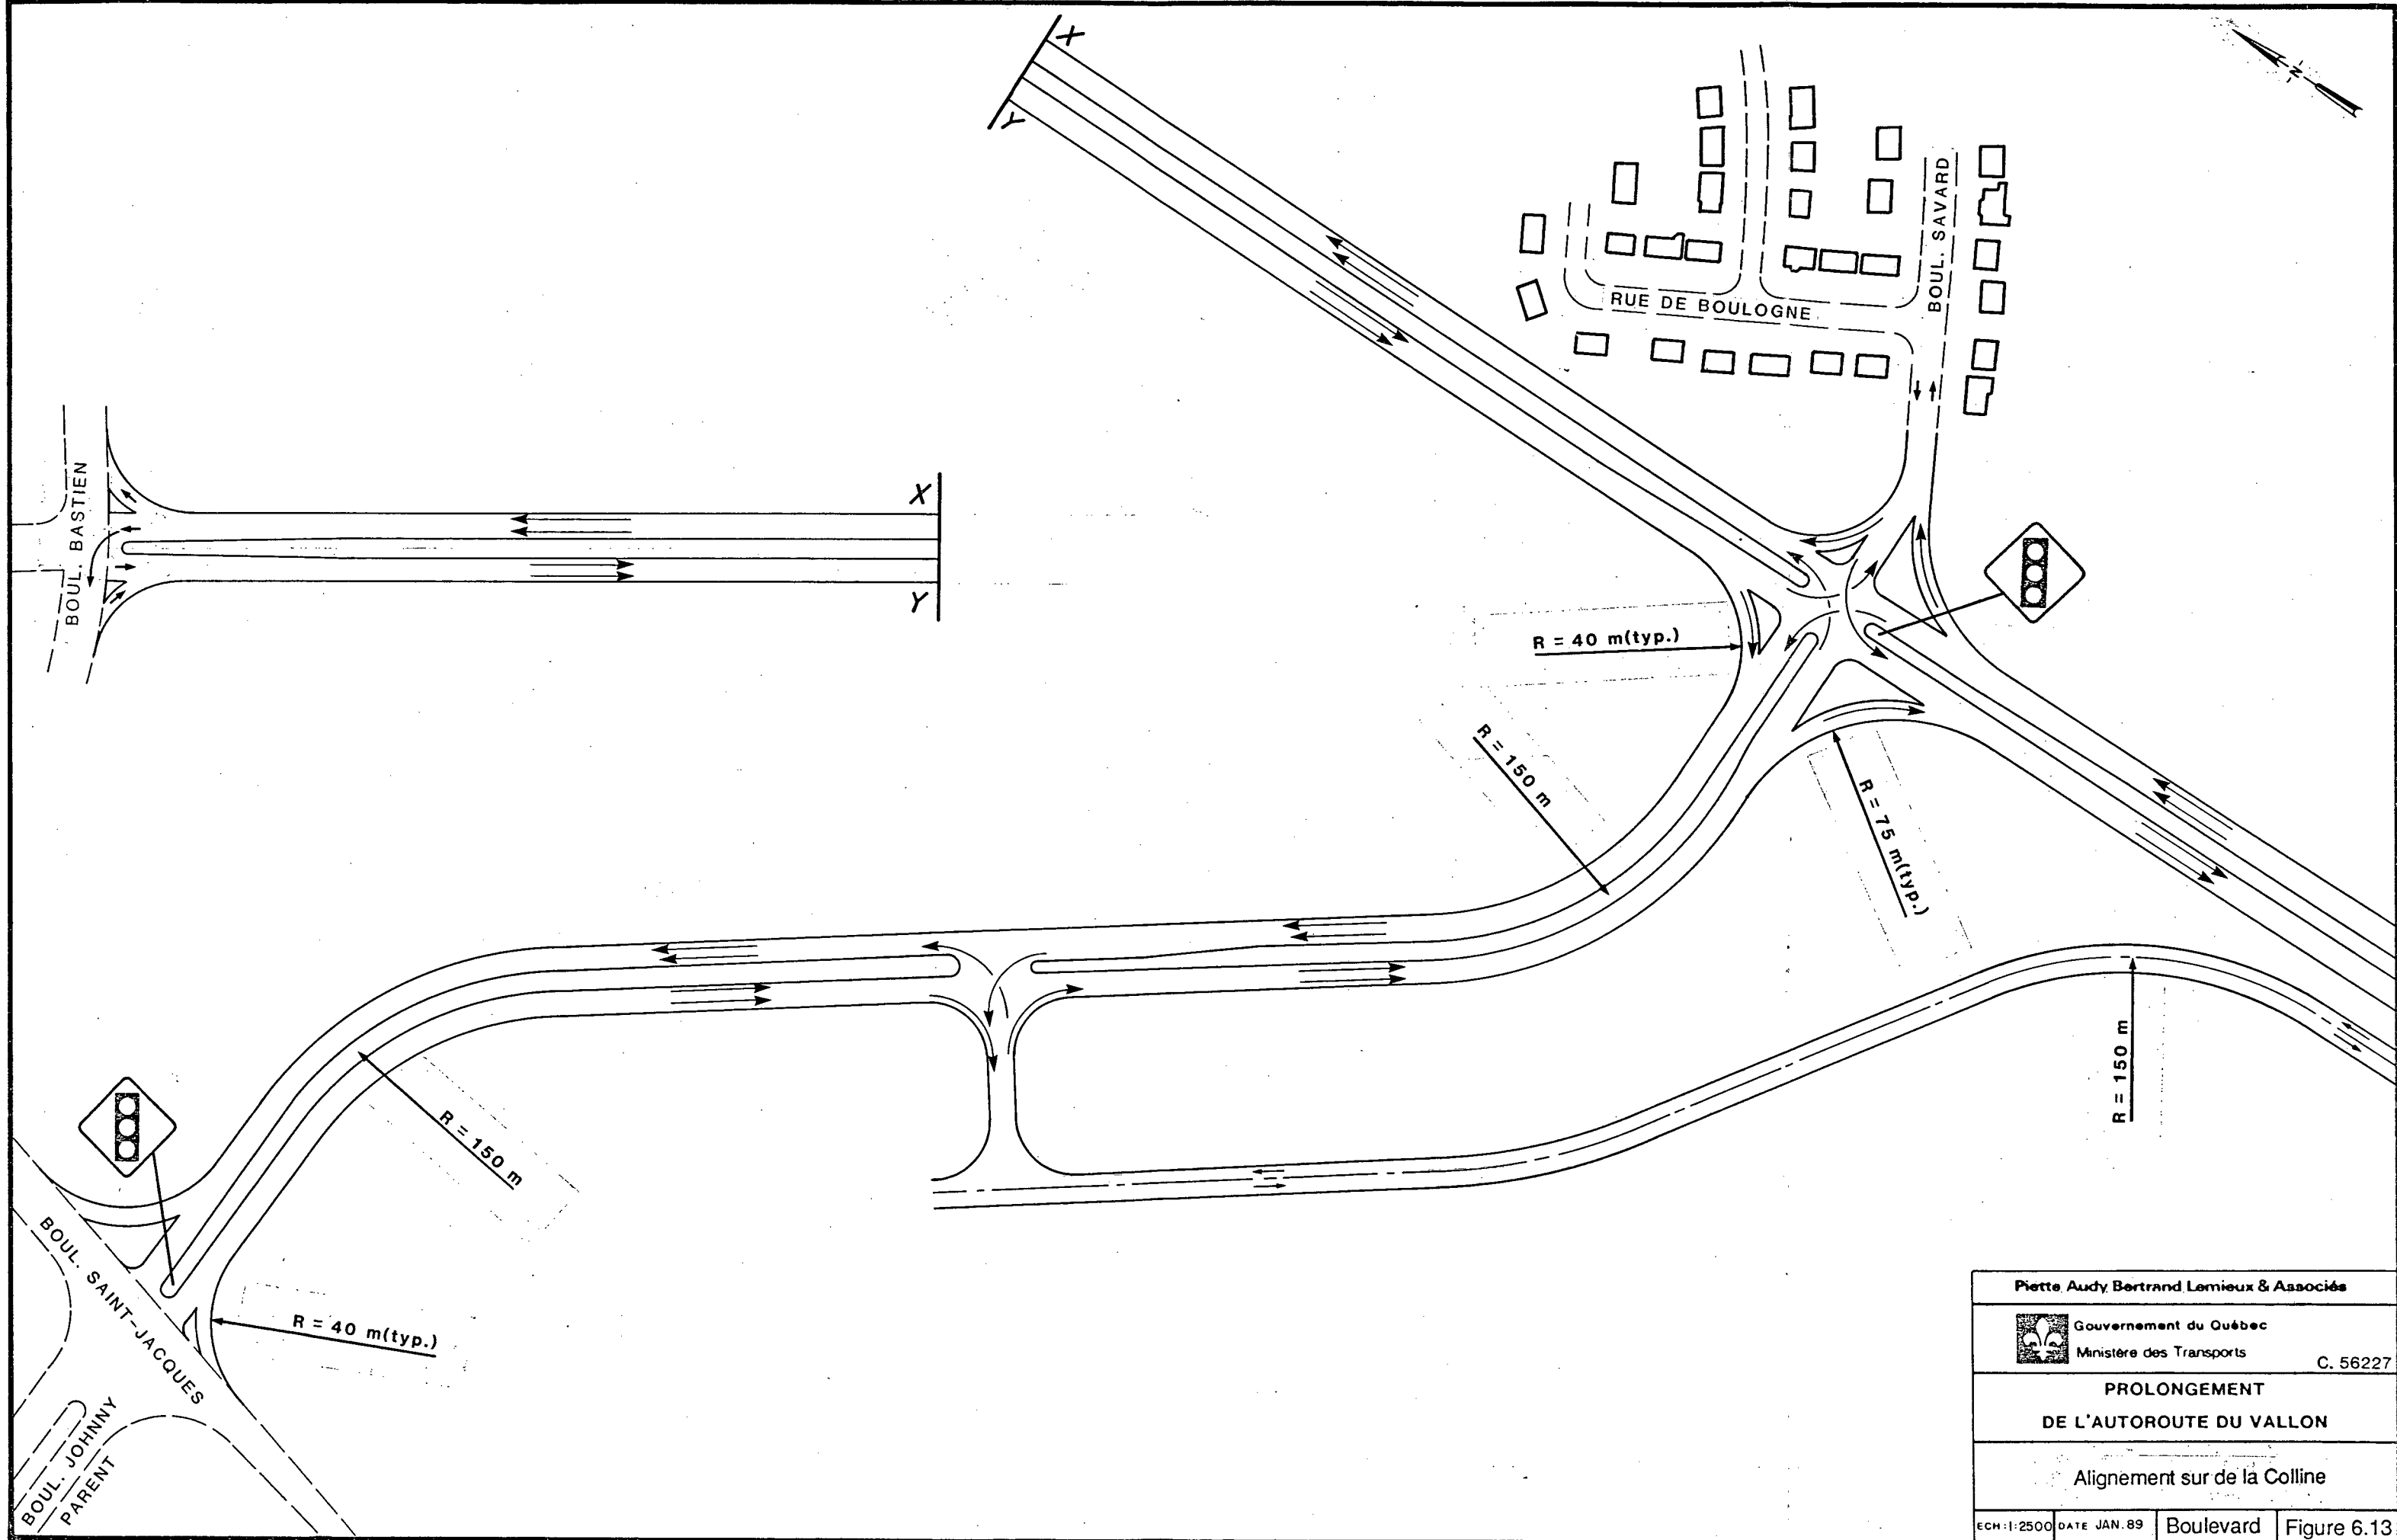 X
Y
N
BOUL. SAVARD
RUE DE BOULOGNE
BOUL. BASTIEN
X
Y
R = 40 m(typ.)
R = 150 m
R = 75 m(typ.)
R = 150 m
R = 150 m
R = 40 m(typ.)
BOUL. SAINT-JACQUES
BOUL. JOHNNY
PARENT
Piette, Audy, Bertrand, Lemieux & Associés
Gouvernement du Québec
Ministère des Transports
C. 56227
PROLONGEMENT
DE L'AUTOROUTE DU VALLON
Alignement sur de la Colline
ECH : 1:2500 DATE JAN. 89 Boulevard Figure 6.13